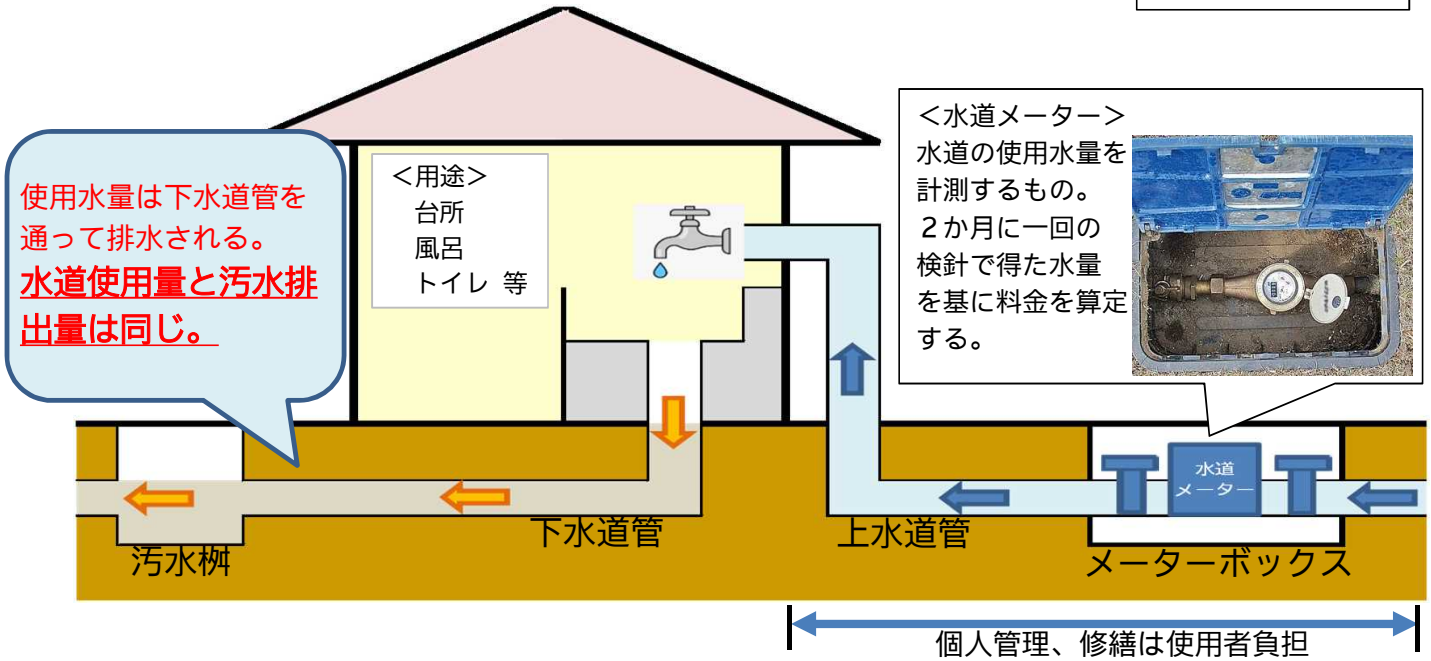 使用水量は下水道管を
通って排水される。
水道使用量と汚水排
出量は同じ。
＜用途＞
台所
風呂
トイレ 等
＜水道メーター＞
水道の使用水量を
計測するもの。
２か月に一回の
検針で得た水量
を基に料金を算定
する。
水道
メーター
汚水桝
下水道管
上水道管
メーターボックス
個人管理、修繕は使用者負担